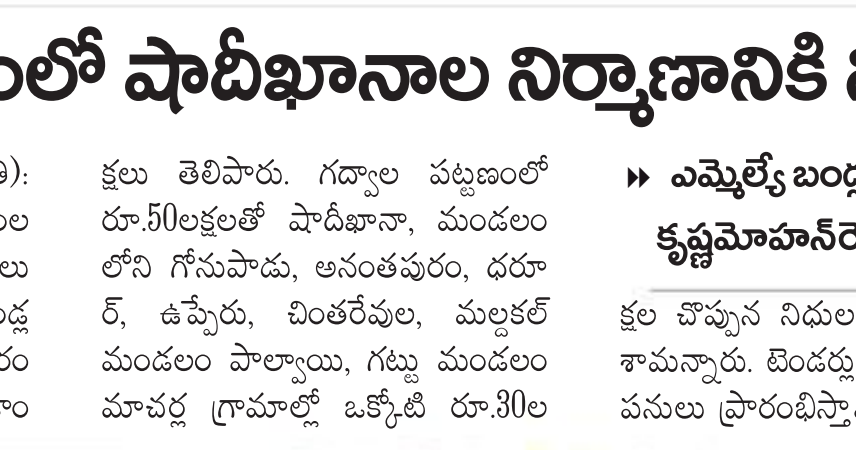 లో షాదీఖానాల నిర్మాణానికి
క్షలు తెలిపారు. గద్వాల పట్టణంలో
రూ.50లక్షలతో షాదీఖానా, మండలం
లోని గోనుపాడు, అనంతపురం, ధరూ
ర్, ఉప్పేరు, చింతరేవుల, మల్దకల్
మండలం పాల్వాయి, గట్టు మండలం
మాచర్ల గ్రామాల్లో ఒక్కోటి రూ.30ల
ఎమ్మెల్యే బండ్ల
కృష్ణమోహన్‌రె
క్షల చొప్పున నిధుల
శామన్నారు. టెండర్లు
పనులు ప్రారంభిస్తా